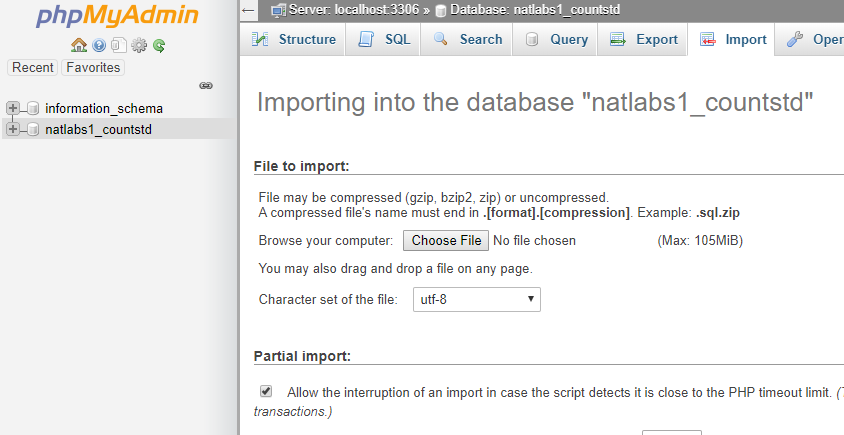 phpMyAdmin
Recent Favorites
information_schema
natlabs1_countstd
Server: localhost:3306 » Database: natlabs1_countstd
Structure SQL Search Query Export Import Oper
Importing into the database "natlabs1_countstd"
File to import:
File may be compressed (gzip, bzip2, zip) or uncompressed.
A compressed file's name must end in .[format].[compression]. Example: .sql.zip
Browse your computer: Choose File No file chosen (Max: 105MiB)
You may also drag and drop a file on any page.
Character set of the file: utf-8
Partial import:
Allow the interruption of an import in case the script detects it is close to the PHP timeout limit. (T
transactions.)